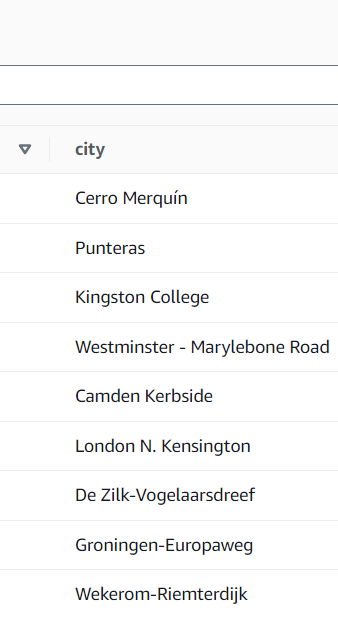 city
Cerro Merquín
Punteras
Kingston College
Westminster - Marylebone Road
Camden Kerbside
London N. Kensington
De Zilk-Vogelaarsdreef
Groningen-Europaweg
Wekerom-Riemterdijk